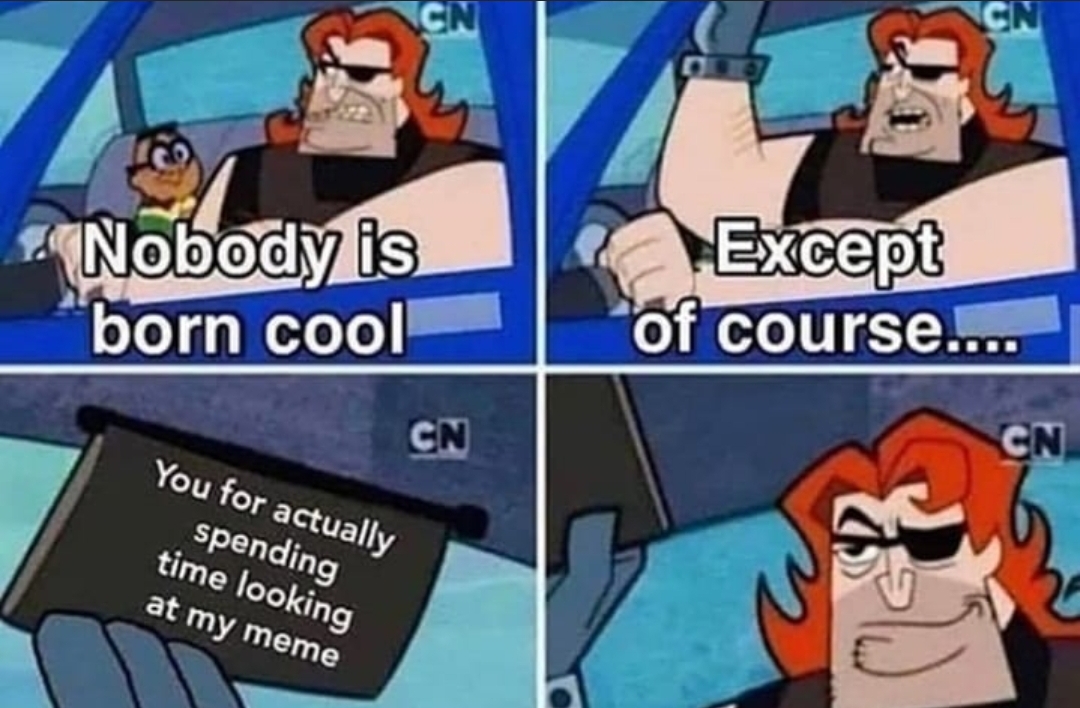 CN
Nobody is
born cool
CN
Except
of course....
CN
You for actually
spending
time looking
at my meme
CN